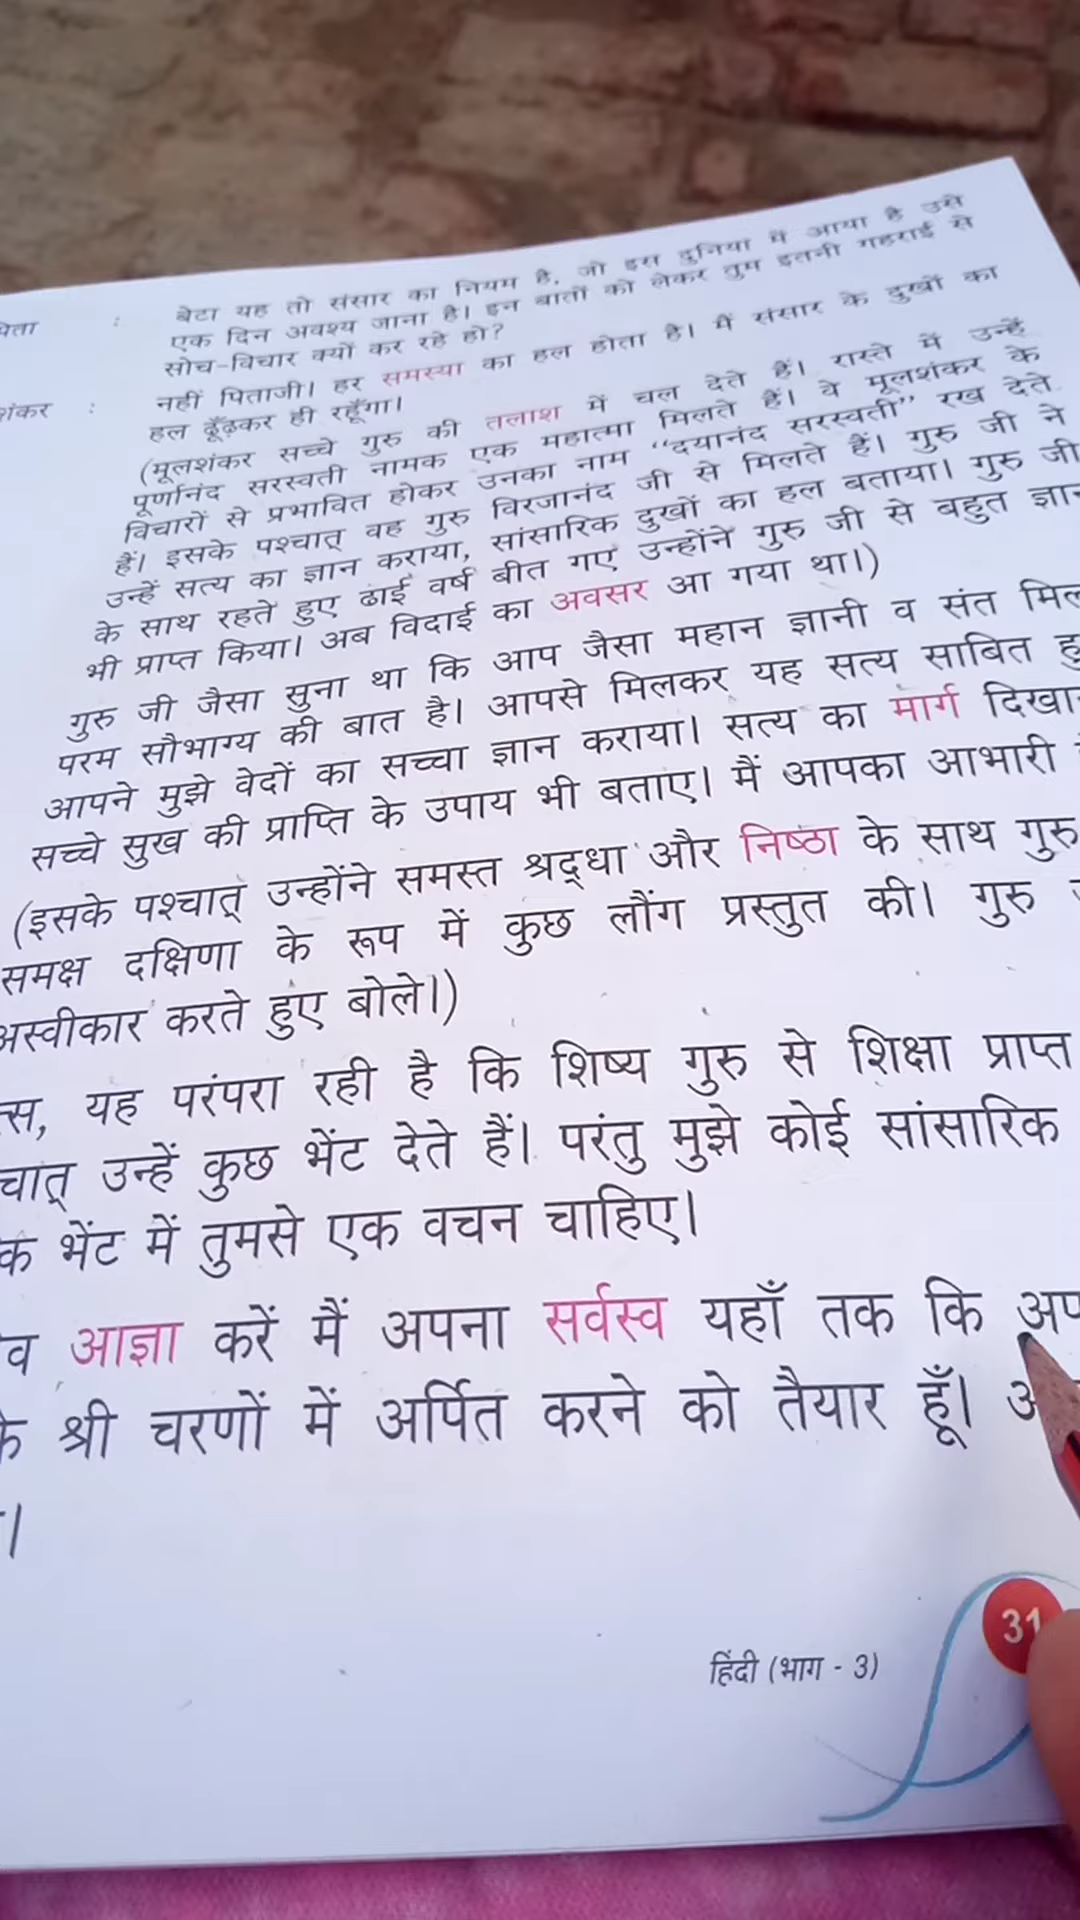 पिता : बेटा यह तो संसार का नियम है, जो इस दुनिया में आया है उसे
एक दिन अवश्य जाना है। इन बातों को लेकर तुम इतनी गहराई से
सोच-विचार क्यों कर रहे हो?
शंकर : नहीं पिताजी। हर समस्या का हल होता है। मैं संसार के दुखों का
हल ढूँढ़कर ही रहूँगा।
(मूलशंकर सच्चे गुरु की तलाश में चल देते हैं। रास्ते में उन्हें
पूर्णानंद सरस्वती नामक एक महात्मा मिलते हैं। वे मूलशंकर के
विचारों से प्रभावित होकर उनका नाम “दयानंद सरस्वती” रख देते
हैं। इसके पश्चात् वह गुरु विरजानंद जी से मिलते हैं। गुरु जी ने
उन्हें सत्य का ज्ञान कराया, सांसारिक दुखों का हल बताया। गुरु जी
के साथ रहते हुए ढाई वर्ष बीत गए उन्होंने गुरु जी से बहुत ज्ञान
भी प्राप्त किया। अब विदाई का अवसर आ गया था।)
गुरु जी जैसा सुना था कि आप जैसा महान ज्ञानी व संत मिल
परम सौभाग्य की बात है। आपसे मिलकर यह सत्य साबित हु
आपने मुझे वेदों का सच्चा ज्ञान कराया। सत्य का मार्ग दिखा
सच्चे सुख की प्राप्ति के उपाय भी बताए। मैं आपका आभारी
(इसके पश्चात् उन्होंने समस्त श्रद्धा और निष्ठा के साथ गुरु
समक्ष दक्षिणा के रूप में कुछ लौंग प्रस्तुत की। गुरु
अस्वीकार करते हुए बोले।)
त्स, यह परंपरा रही है कि शिष्य गुरु से शिक्षा प्राप्त
चात् उन्हें कुछ भेंट देते हैं। परंतु मुझे कोई सांसारिक
क भेंट में तुमसे एक वचन चाहिए।
व आज्ञा करें मैं अपना सर्वस्व यहाँ तक कि अप
के श्री चरणों में अर्पित करने को तैयार हूँ।
हिंदी (भाग - 3)
31